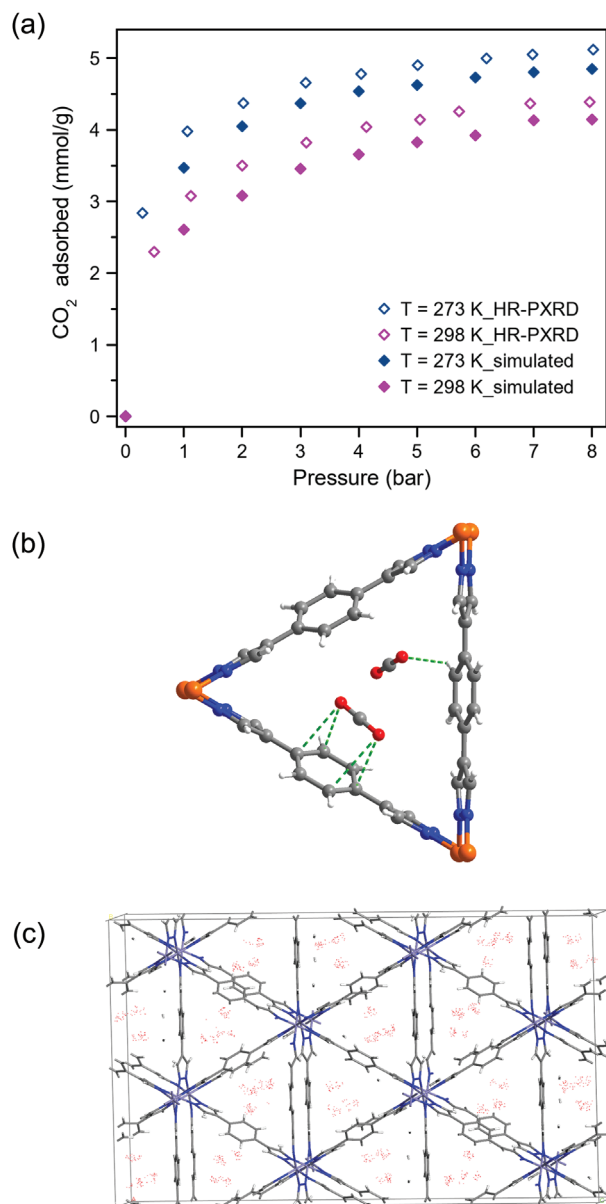 (a)
CO₂ adsorbed (mmol/g)
5
4
3
2
1
0
T = 273 K_HR-PXRD
T = 298 K_HR-PXRD
T = 273 K_simulated
T = 298 K_simulated
0 1 2 3 4 5 6 7 8
Pressure (bar)
(b)
(c)